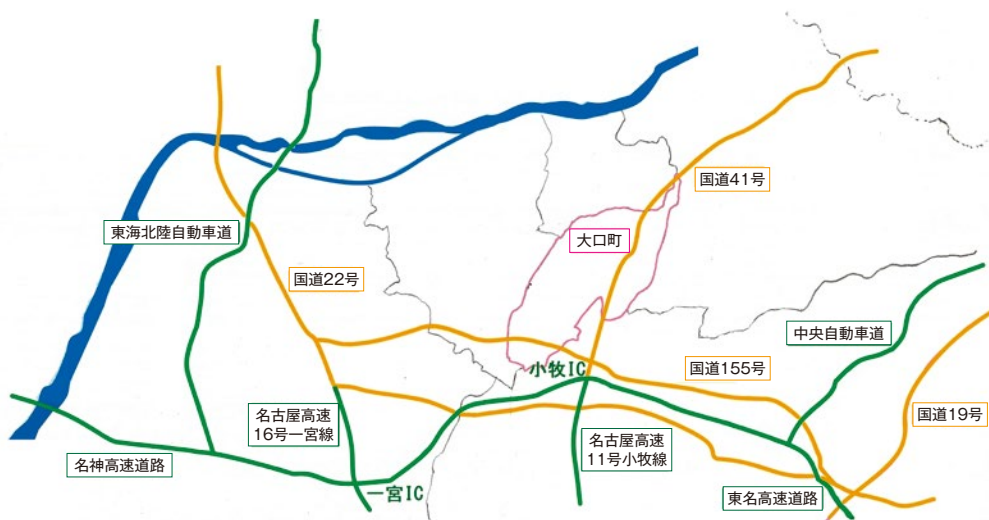 国道41号
東海北陸自動車道
大口町
国道22号
中央自動車道
小牧IC
国道155号
国道19号
名古屋高速
16号一宮線
名古屋高速
11号小牧線
名神高速道路
一宮IC
東名高速道路